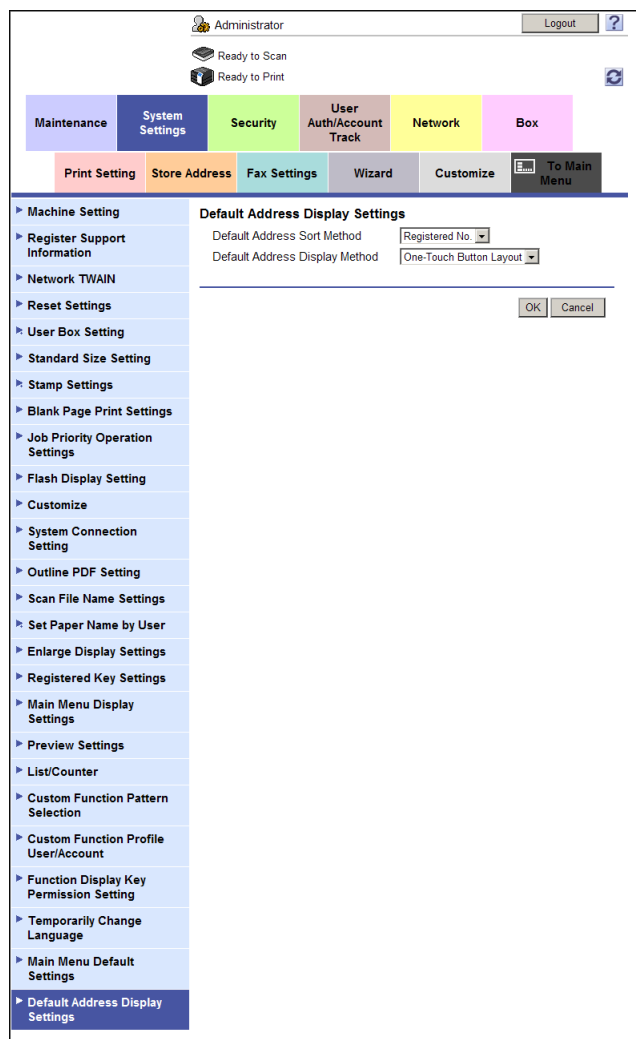 Administrator
Logout
?
Ready to Scan
Ready to Print
Maintenance
System
Settings
Security
User
Auth/Account
Track
Network
Box
Print Setting
Store Address
Fax Settings
Wizard
Customize
To Main
Menu
Machine Setting
Register Support
Information
Network TWAIN
Reset Settings
User Box Setting
Standard Size Setting
Stamp Settings
Blank Page Print Settings
Job Priority Operation
Settings
Flash Display Setting
Customize
System Connection
Setting
Outline PDF Setting
Scan File Name Settings
Set Paper Name by User
Enlarge Display Settings
Registered Key Settings
Main Menu Display
Settings
Preview Settings
List/Counter
Custom Function Pattern
Selection
Custom Function Profile
User/Account
Function Display Key
Permission Setting
Temporarily Change
Language
Main Menu Default
Settings
Default Address Display
Settings
Default Address Display Settings
Default Address Sort Method Registered No.
Default Address Display Method One-Touch Button Layout
OK Cancel